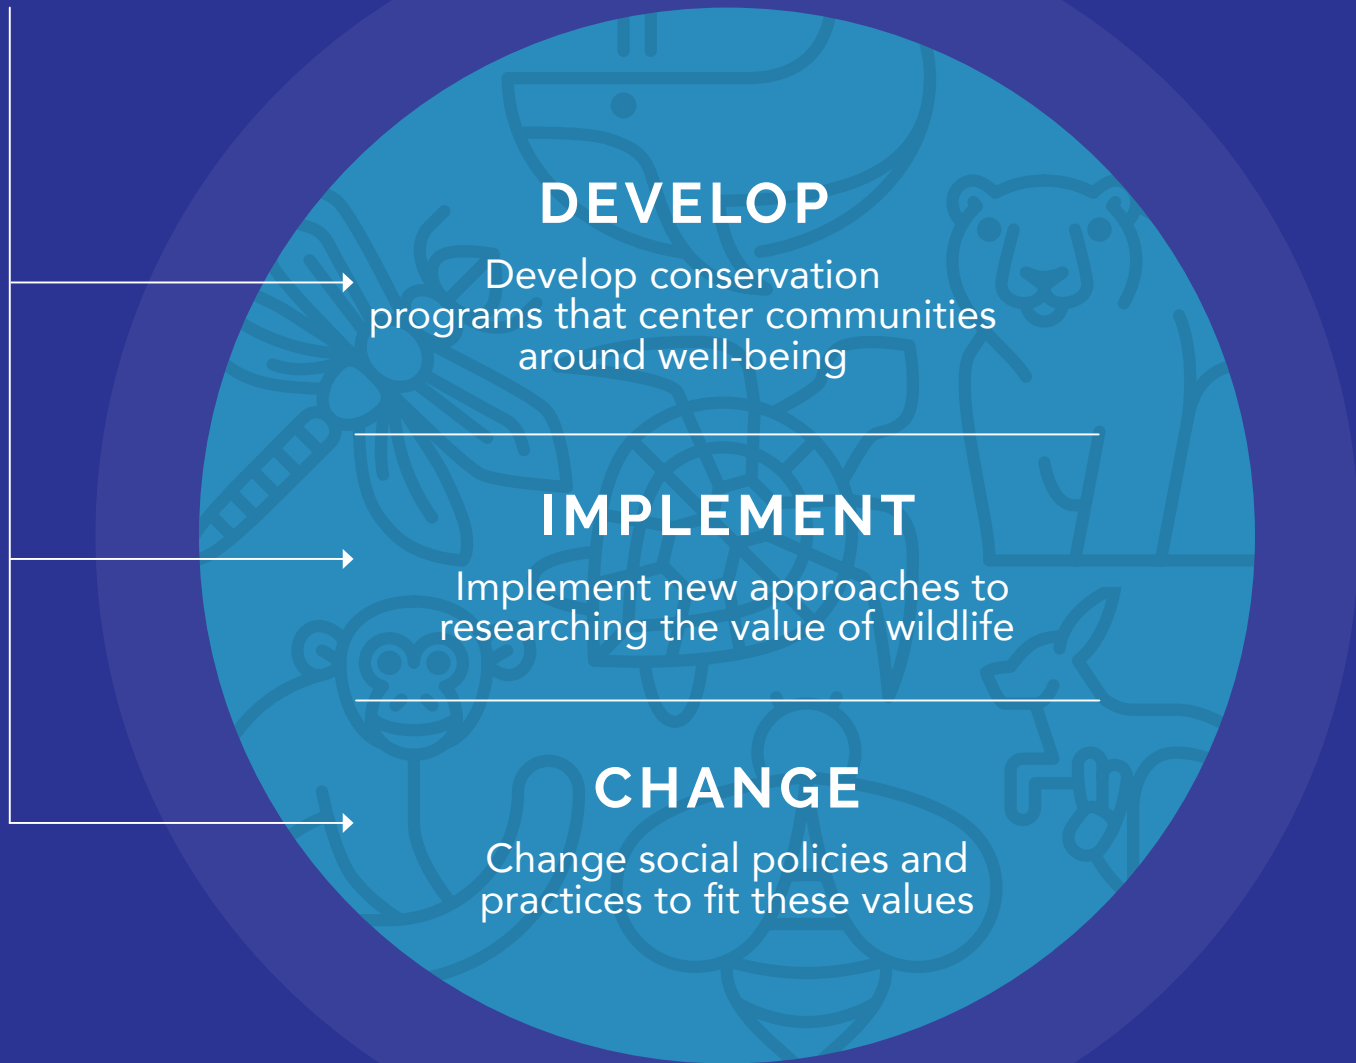 DEVELOP
Develop conservation
programs that center communities
around well-being
IMPLEMENT
Implement new approaches to
researching the value of wildlife
CHANGE
Change social policies and
practices to fit these values